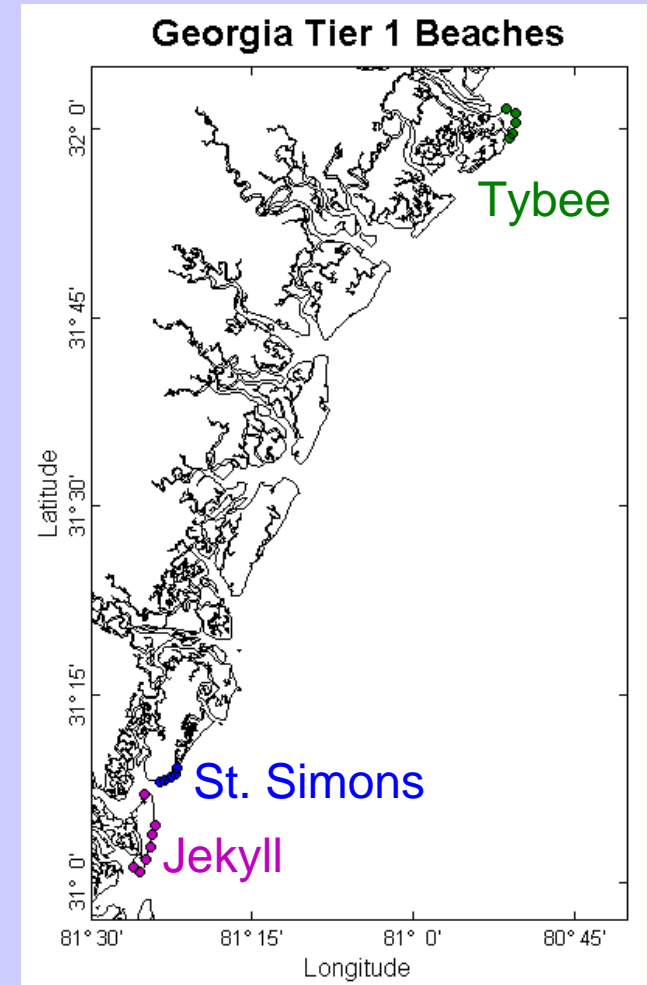 Georgia Tier 1 Beaches
32° 0'
Tybee
31° 45'
Latitude
31° 30'
31° 15'
St. Simons
Jekyll
31° 0'
81° 30'
81° 15'
81° 0'
80° 45'
Longitude